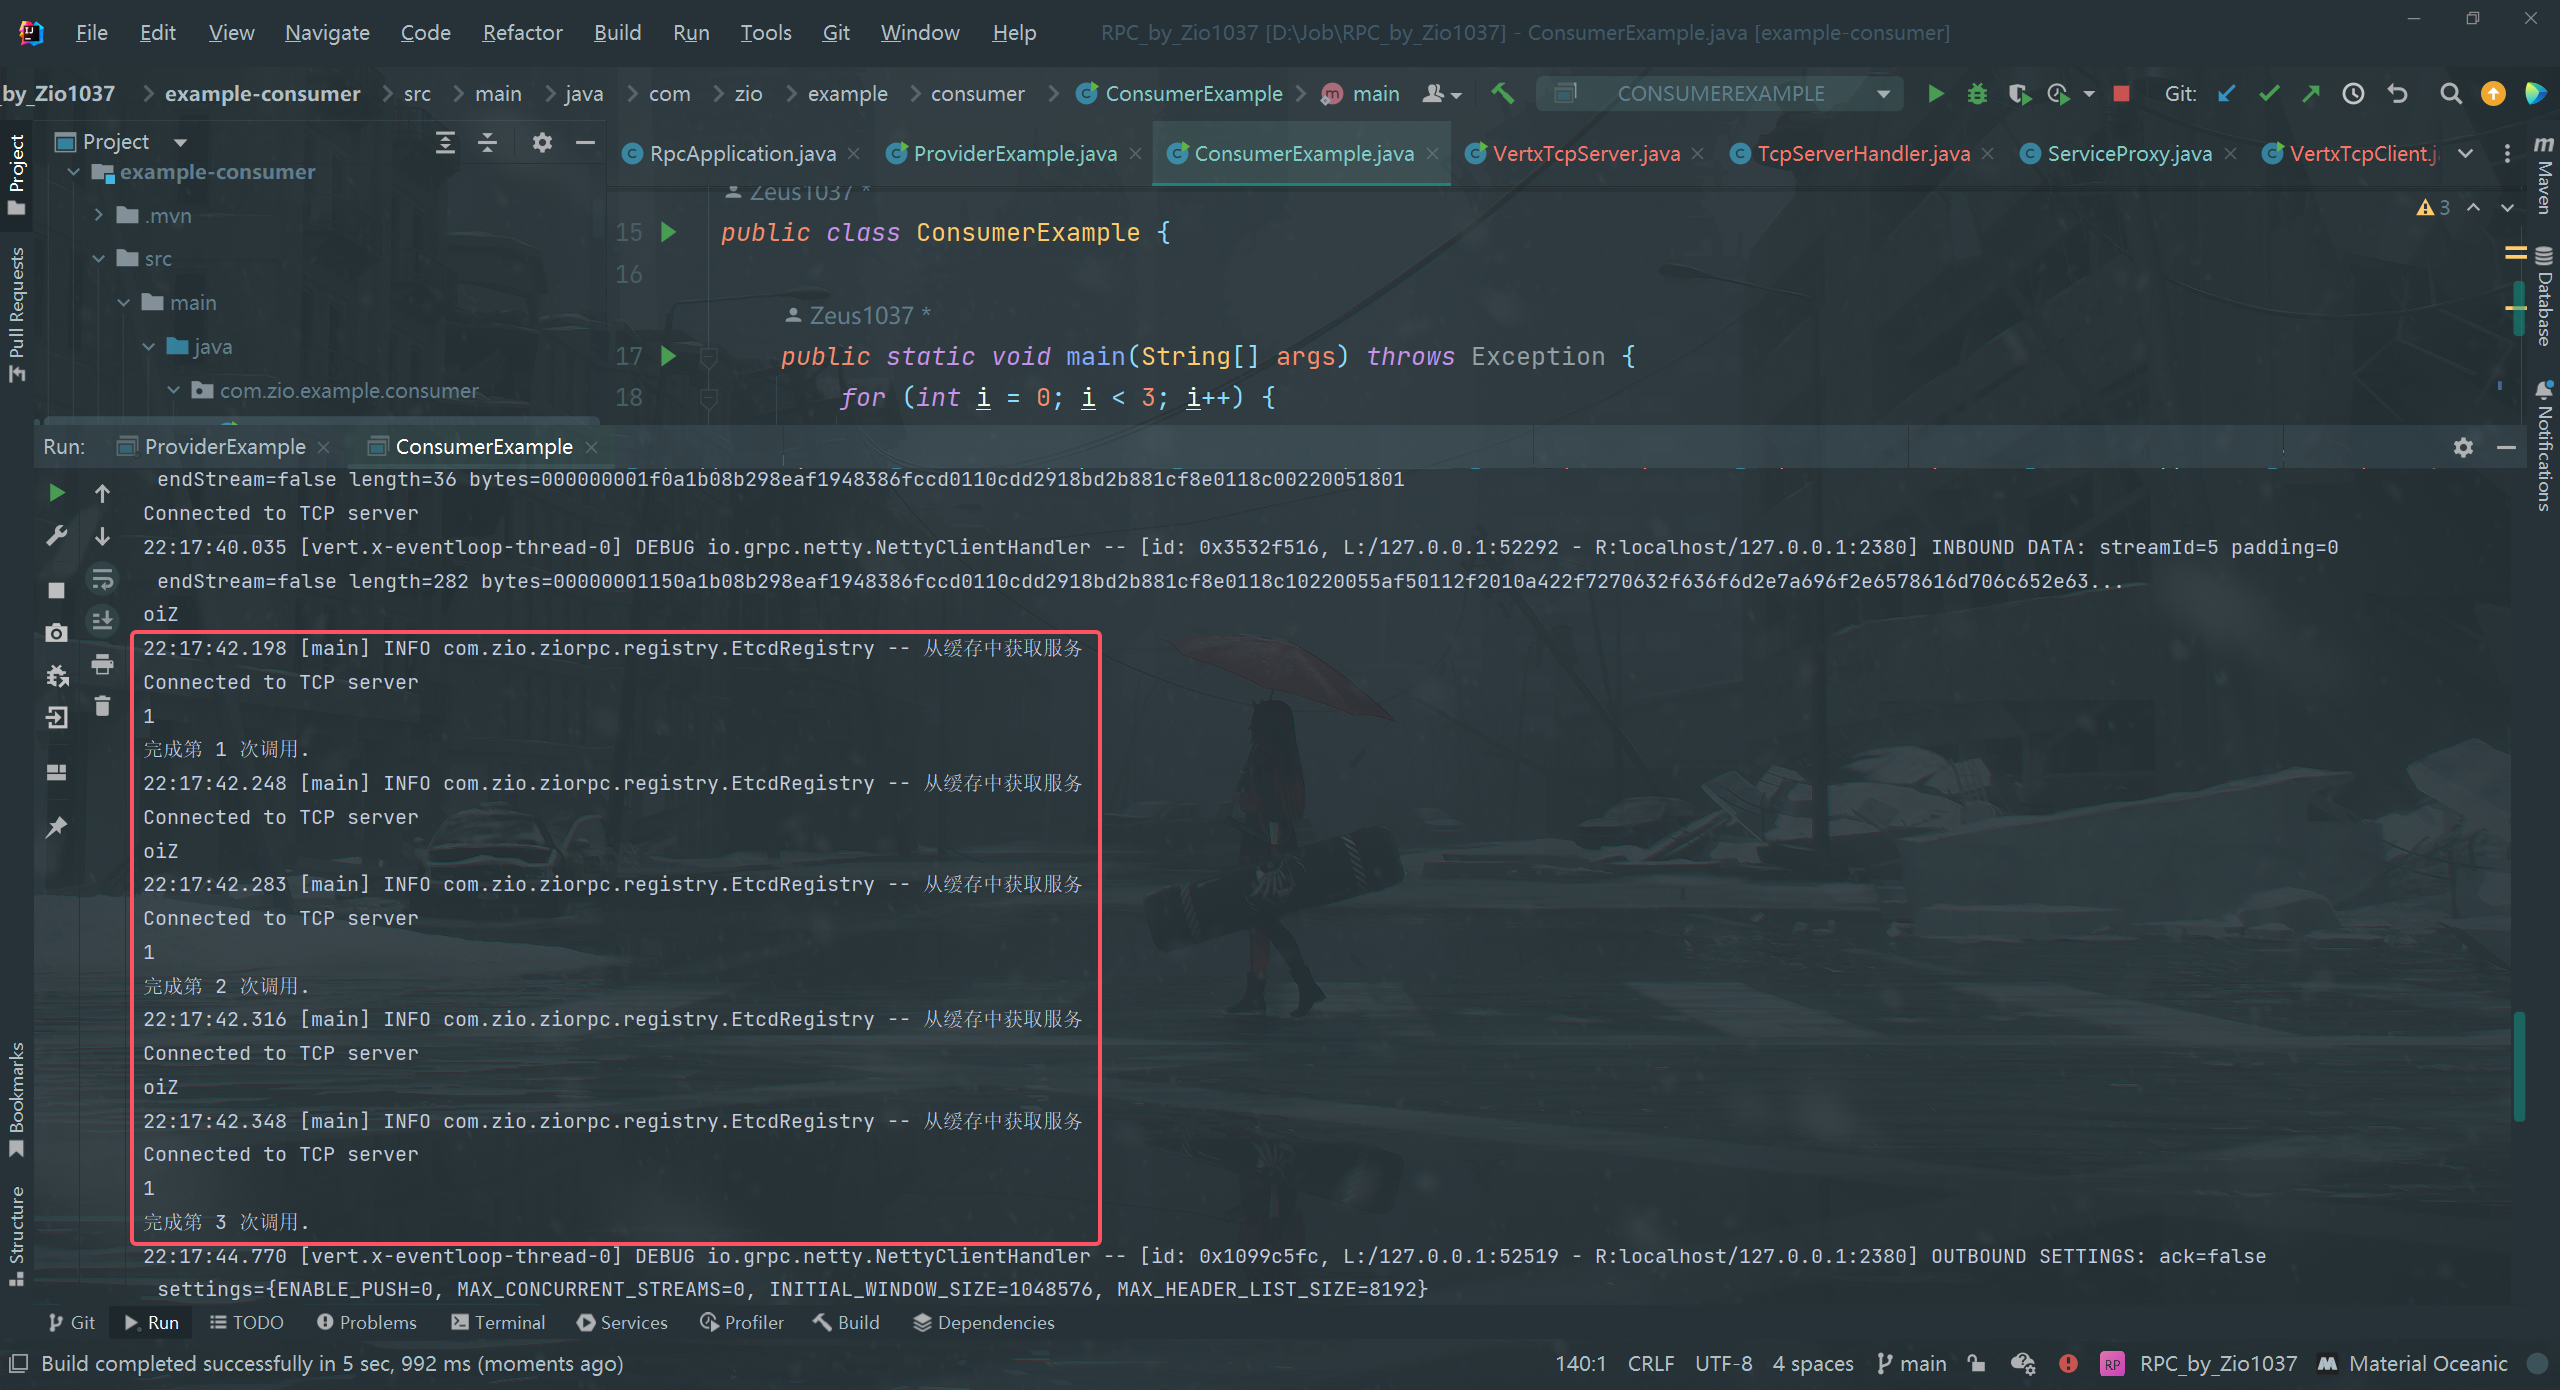 File Edit View Navigate Code Refactor Build Run Tools Git Window Help RPC_by_Zio1037 [D:\Job\RPC_by_Zio1037] - ConsumerExample.java [example-consumer]
by_Zio1037 example-consumer src main java com zio example consumer ConsumerExample main CONSUMEREXAMPLE Git:
Project
RpcApplication.java ProviderExample.java ConsumerExample.java VertxTcpServer.java TcpServerHandler.java ServiceProxy.java VertxTcpClient.j
example-consumer
.mvn
src
main
java
com.zio.example.consumer
Project
Pull Requests
Bookmarks
Structure
Zeus1037 *
3
15 public class ConsumerExample {
16
Zeus1037 *
17 public static void main(String[] args) throws Exception {
18 for (int i = 0; i < 3; i++) {
Maven
Database
Notifications
Run: ProviderExample ConsumerExample
endStream=false length=36 bytes=000000001f0a1b08b298eaf1948386fccd0110cdd2918bd2b881cf8e0118c00220051801
Connected to TCP server
22:17:40.035 [vert.x-eventloop-thread-0] DEBUG io.grpc.netty.NettyClientHandler -- [id: 0x3532f516, L:/127.0.0.1:52292 - R:localhost/127.0.0.1:2380] INBOUND DATA: streamId=5 padding=0
endStream=false length=282 bytes=00000001150a1b08b298eaf1948386fccd0110cdd2918bd2b881cf8e0118c10220055af50112f2010a422f7270632f636f6d2e7a696f2e6578616d706c652e63...
oiZ
22:17:42.198 [main] INFO com.zio.ziorpc.registry.EtcdRegistry -- 从缓存中获取服务
Connected to TCP server
1
完成第 1 次调用.
22:17:42.248 [main] INFO com.zio.ziorpc.registry.EtcdRegistry -- 从缓存中获取服务
Connected to TCP server
oiZ
22:17:42.283 [main] INFO com.zio.ziorpc.registry.EtcdRegistry -- 从缓存中获取服务
Connected to TCP server
1
完成第 2 次调用.
22:17:42.316 [main] INFO com.zio.ziorpc.registry.EtcdRegistry -- 从缓存中获取服务
Connected to TCP server
oiZ
22:17:42.348 [main] INFO com.zio.ziorpc.registry.EtcdRegistry -- 从缓存中获取服务
Connected to TCP server
1
完成第 3 次调用.
22:17:44.770 [vert.x-eventloop-thread-0] DEBUG io.grpc.netty.NettyClientHandler -- [id: 0x1099c5fc, L:/127.0.0.1:52519 - R:localhost/127.0.0.1:2380] OUTBOUND SETTINGS: ack=false
settings={ENABLE_PUSH=0, MAX_CONCURRENT_STREAMS=0, INITIAL_WINDOW_SIZE=1048576, MAX_HEADER_LIST_SIZE=8192}
Git Run TODO Problems Terminal Services Profiler Build Dependencies
Build completed successfully in 5 sec, 992 ms (moments ago) 140:1 CRLF UTF-8 4 spaces main RP RPC_by_Zio1037 Material Oceanic